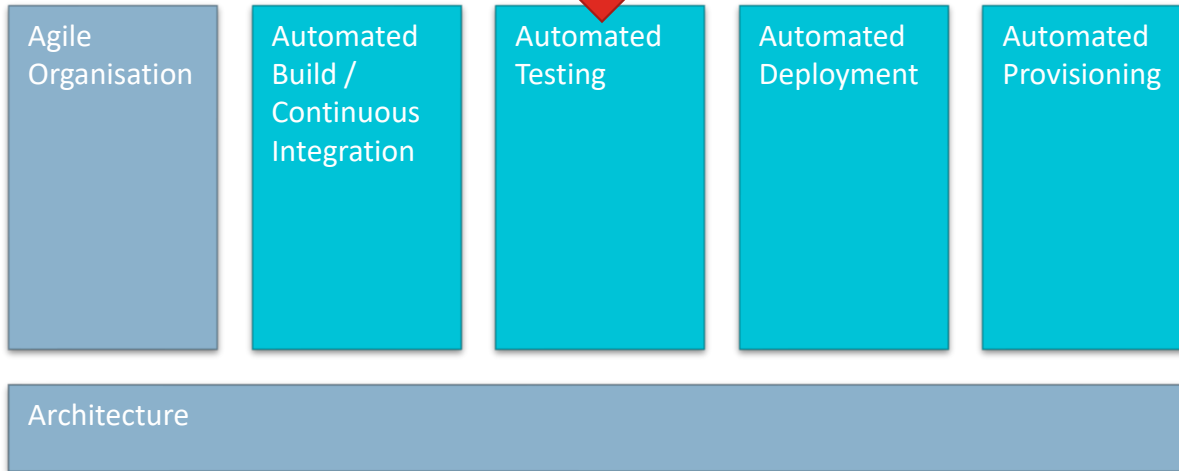 Agile
Organisation
Automated
Build /
Continuous
Integration
Automated
Testing
Automated
Deployment
Automated
Provisioning
Architecture